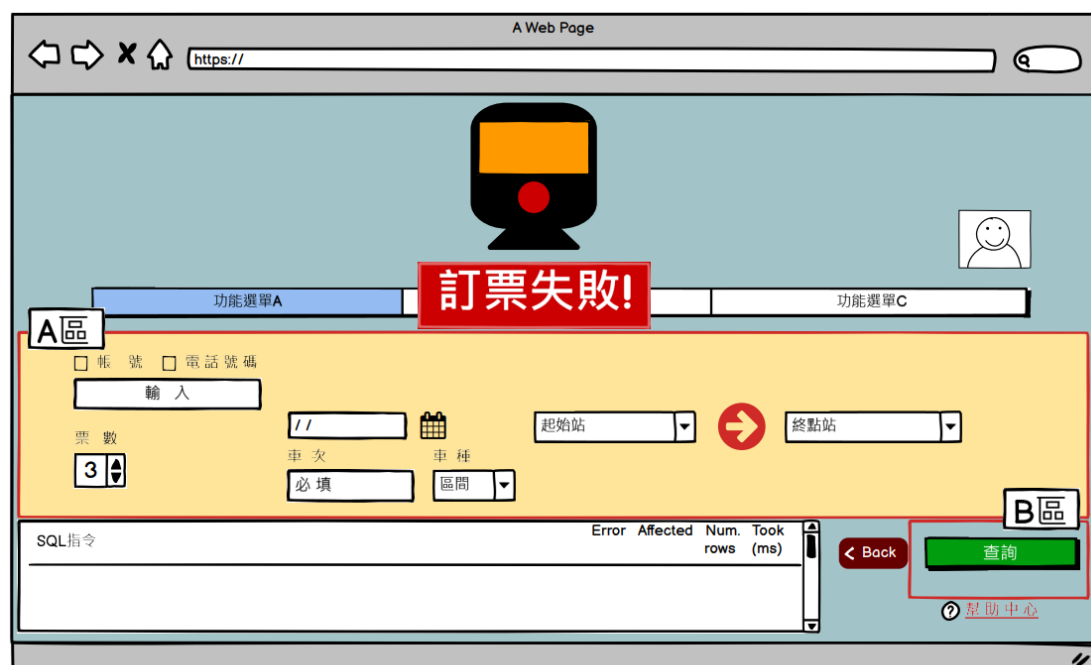 A Web Page
https://
訂票失敗!
功能選單A
功能選單C
A區
帳 號 電話號碼
輸 入
/ /
起始站
終點站
票 數
3
車 次
車 種
必 填
區間
B區
SQL指令
Error Affected Num. Took
rows (ms)
Back
查詢
? 幫助中心